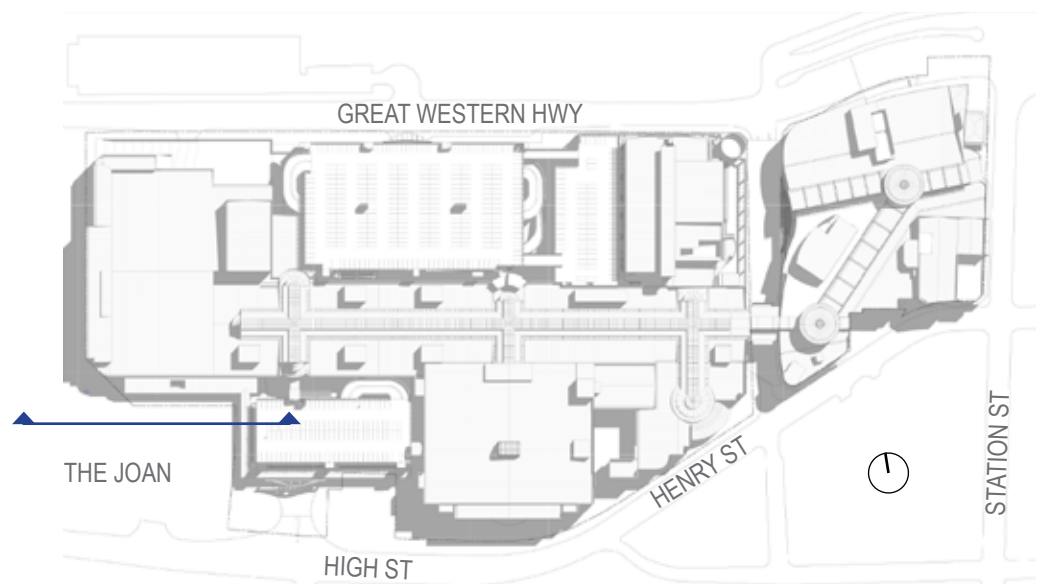 GREAT WESTERN HWY
THE JOAN
HENRY ST
STATION ST
HIGH ST